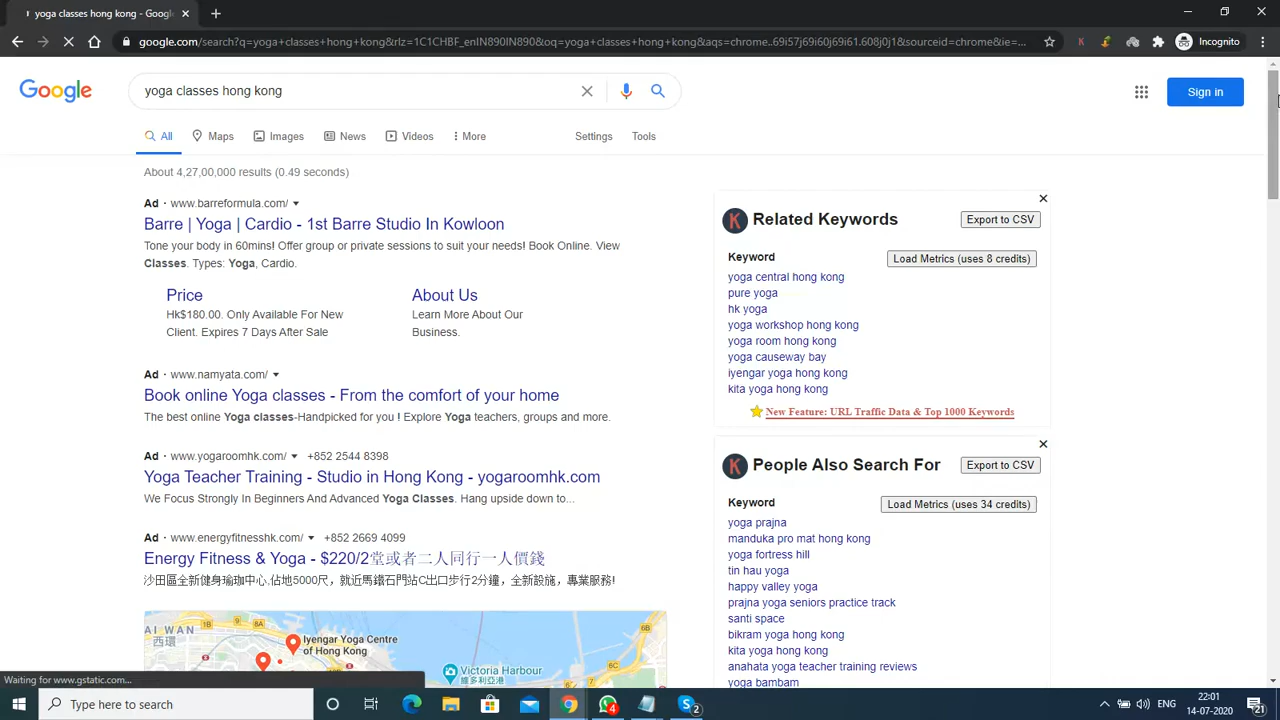 yoga classes hong kong - Googl
google.com/search?q=yoga+classes+hong+kong&rlz=1C1CHBF_enIN890IN890&oq=yoga+classes+hong+kong&aqs=chrome..69i57j69i60j69i61.608j0j1&sourceid=chrome&ie=...
Incognito
Google
yoga classes hong kong
Sign in
All
Maps
Images
News
Videos
More
Settings
Tools
About 4,27,00,000 results (0.49 seconds)
Ad · www.barreformula.com/
Barre | Yoga | Cardio - 1st Barre Studio In Kowloon
Tone your body in 60mins! Offer group or private sessions to suit your needs! Book Online. View
Classes. Types: Yoga, Cardio.
Price
HK$180.00. Only Available For New
Client. Expires 7 Days After Sale
About Us
Learn More About Our
Business.
Ad · www.namyata.com/
Book online Yoga classes - From the comfort of your home
The best online Yoga classes-Handpicked for you ! Explore Yoga teachers, groups and more.
Ad · www.yogaroomhk.com/ +852 2544 8398
Yoga Teacher Training - Studio in Hong Kong - yogaroomhk.com
We Focus Strongly In Beginners And Advanced Yoga Classes. Hang upside down to...
Ad · www.energyfitnesshk.com/ +852 2669 4099
Energy Fitness & Yoga - $220/2堂或者二人同行一人價錢
沙田區全新健身瑜珈中心,佔地5000尺，就近馬鐵石門站C出口步行2分鐘，全新設施，專業服務!
AI WAN
西環
1B
8A
Iyengar Yoga Centre
of Hong Kong
Victoria Harbour
維多利亞港
6B
6C
K Related Keywords
Export to CSV
Keyword
Load Metrics (uses 8 credits)
yoga central hong kong
pure yoga
hk yoga
yoga workshop hong kong
yoga room hong kong
yoga causeway bay
iyengar yoga hong kong
kita yoga hong kong
New Feature: URL Traffic Data & Top 1000 Keywords
K People Also Search For
Export to CSV
Keyword
Load Metrics (uses 34 credits)
yoga prajna
manduka pro mat hong kong
yoga fortress hill
tin hau yoga
happy valley yoga
prajna yoga seniors practice track
santi space
bikram yoga hong kong
kita yoga hong kong
anahata yoga teacher training reviews
yoga bambam
Waiting for www.gstatic.com...
Type here to search
4
2
ENG
22:01
14-07-2020
21